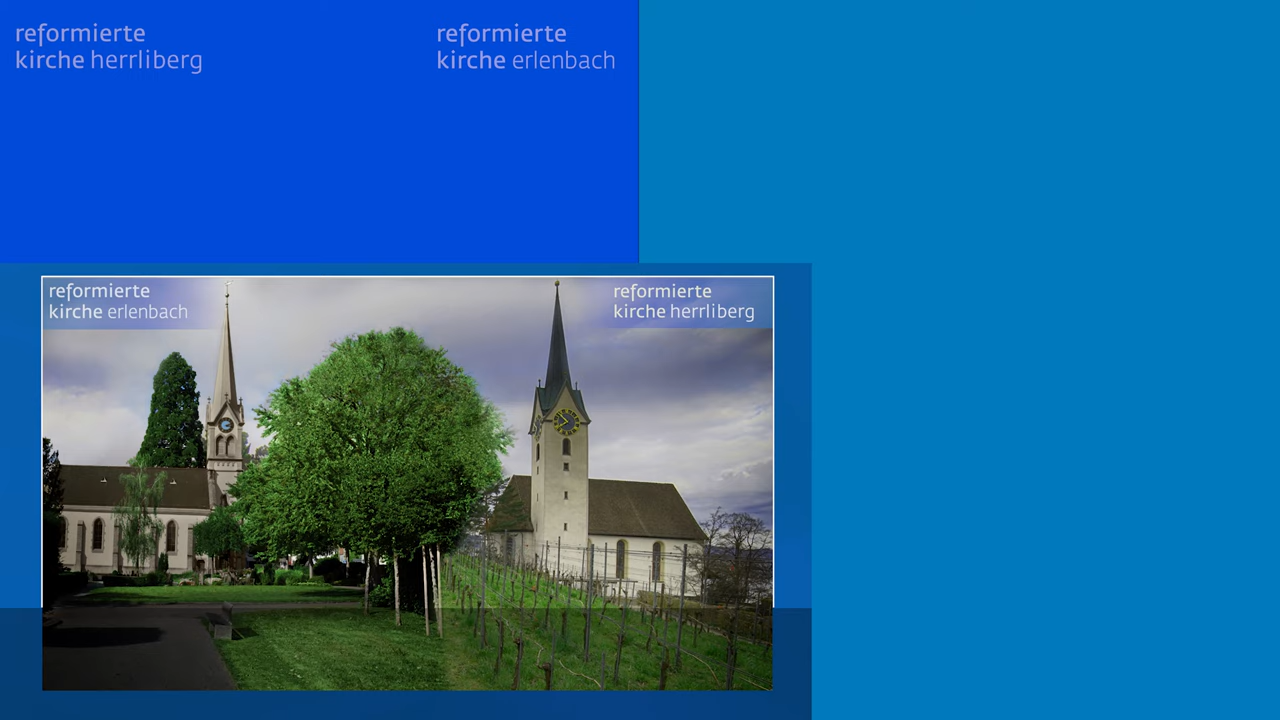 reformierte
kirche herrliberg
reformierte
kirche erlenbach
reformierte
kirche erlenbach
reformierte
kirche herrliberg